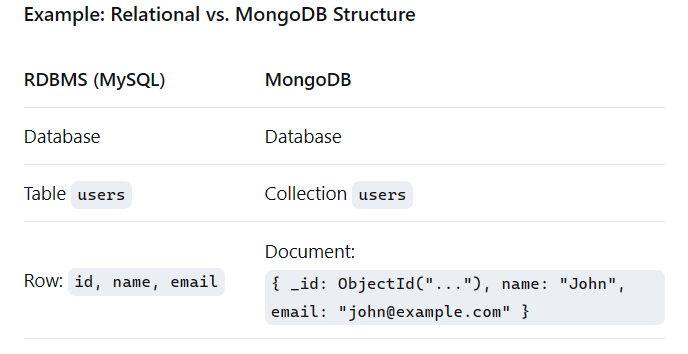 Example: Relational vs. MongoDB Structure
RDBMS (MySQL) MongoDB
Database Database
Table users Collection users
Row: id, name, email Document:
{ _id: ObjectId("..."), name: "John",
email: "john@example.com" }